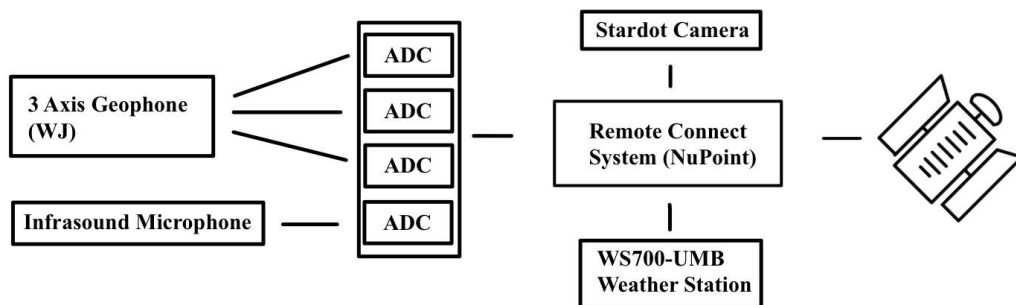 3 Axis Geophone
(WJ)
Infrasound Microphone
ADC
ADC
ADC
ADC
Stardot Camera
Remote Connect
System (NuPoint)
WS700-UMB
Weather Station